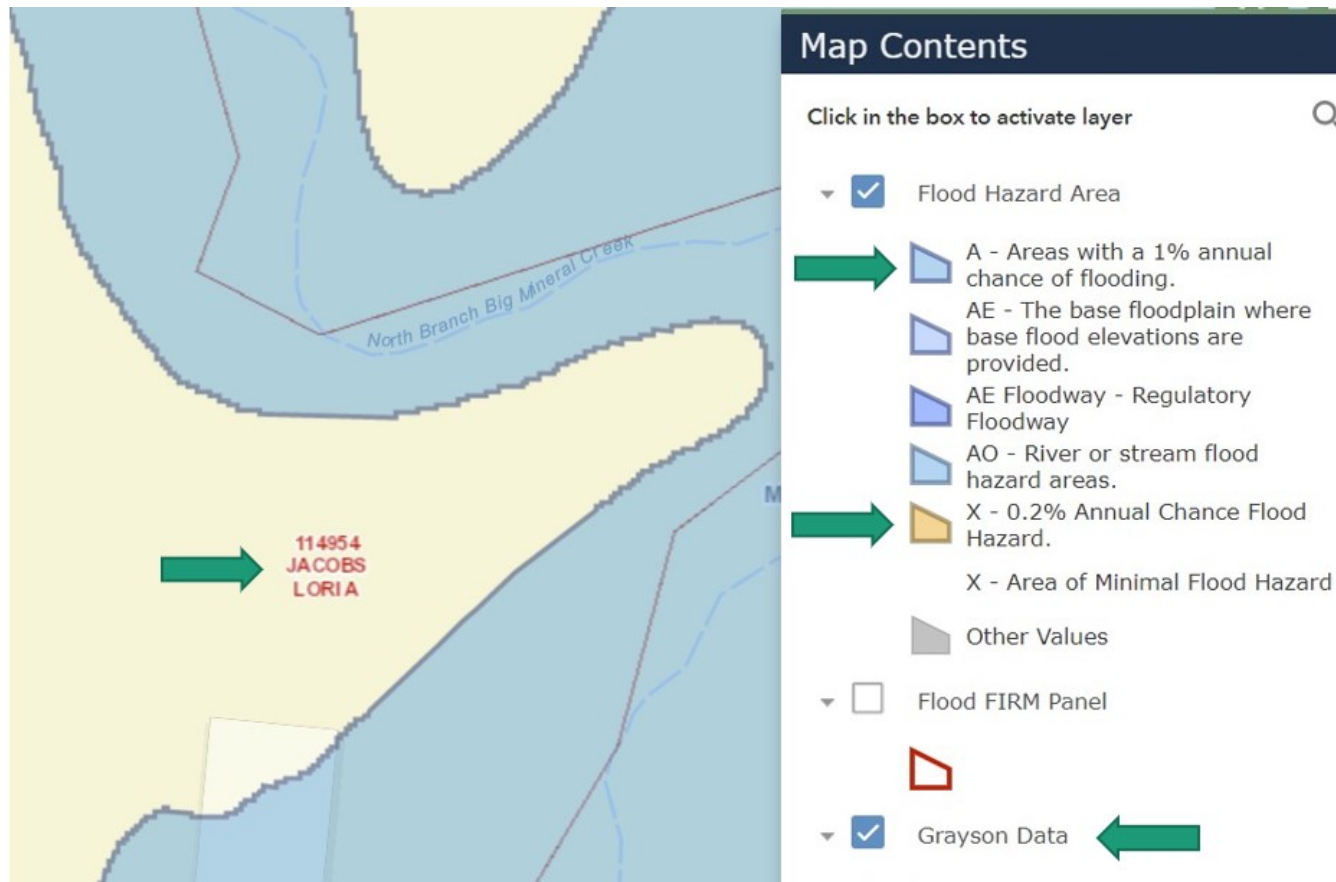 North Branch Big Mineral Creek
M
114954
JACOBS
LORIA
Map Contents
Click in the box to activate layer
Flood Hazard Area
A - Areas with a 1% annual
chance of flooding.
AE - The base floodplain where
base flood elevations are
provided.
AE Floodway - Regulatory
Floodway
AO - River or stream flood
hazard areas.
X - 0.2% Annual Chance Flood
Hazard.
X - Area of Minimal Flood Hazard
Other Values
Flood FIRM Panel
Grayson Data